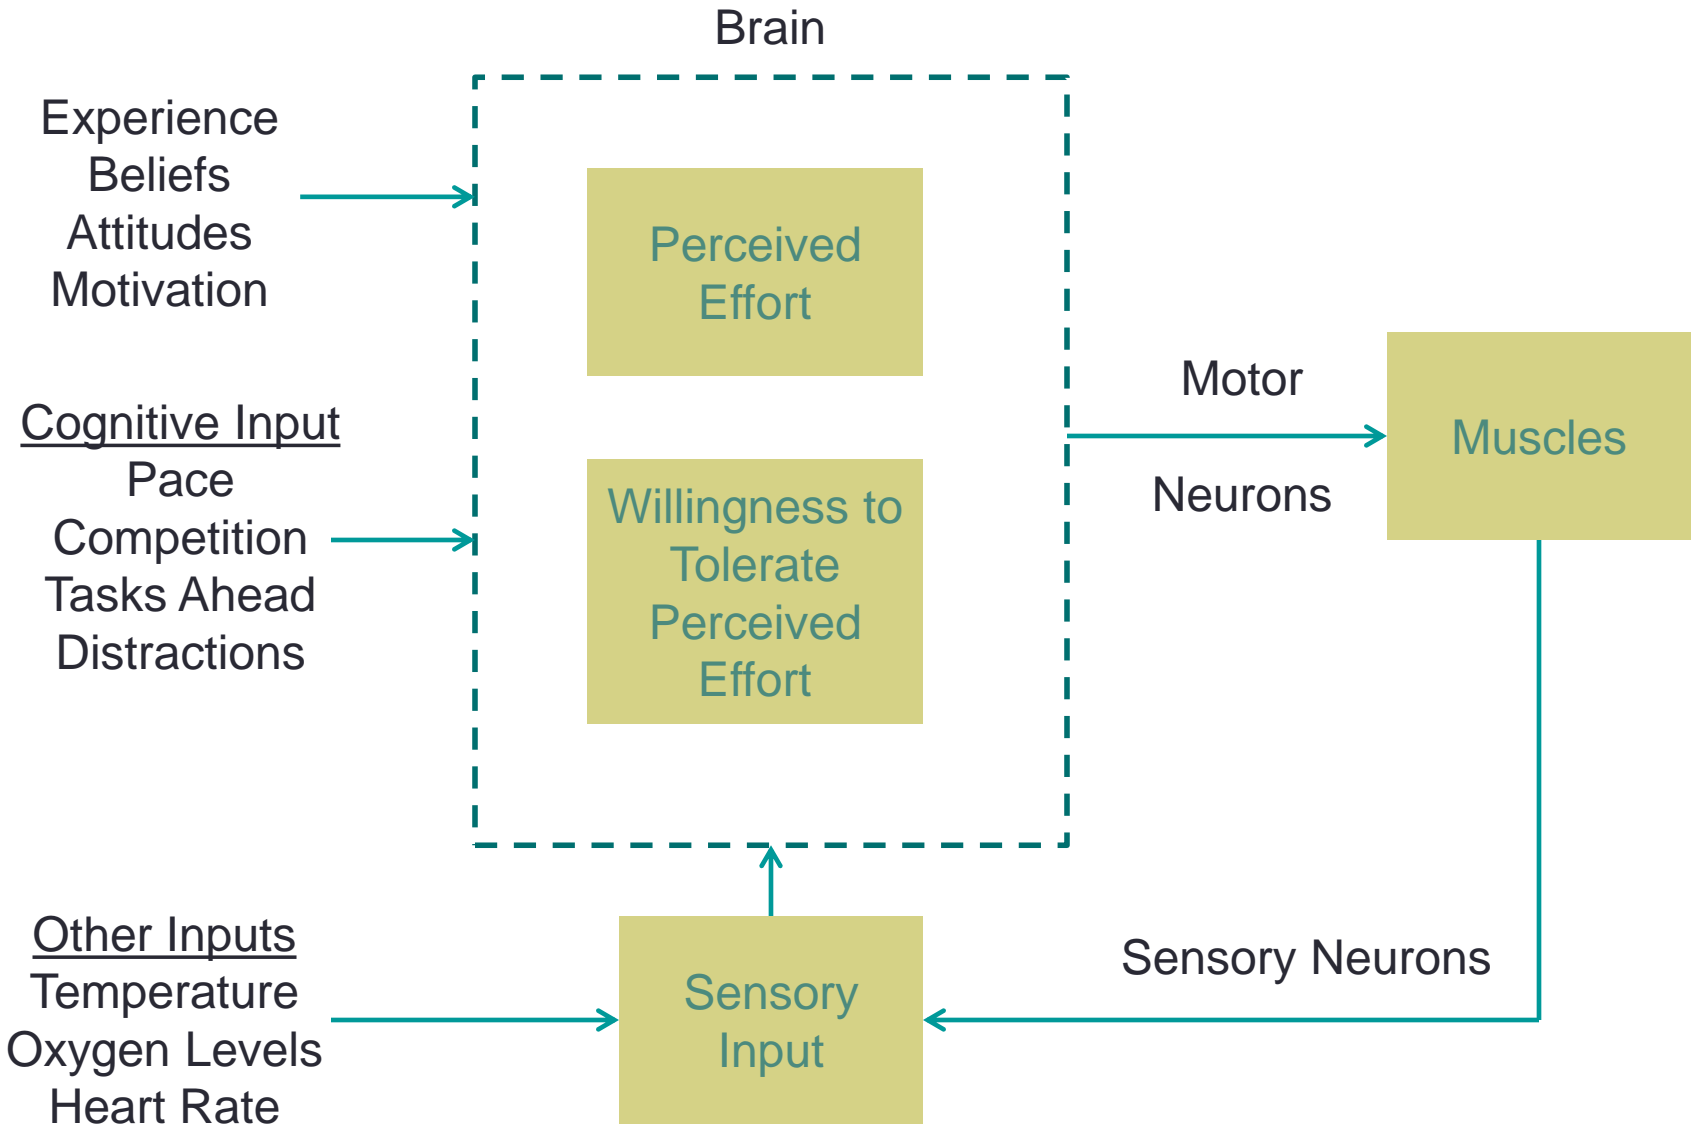 Brain
Experience
Beliefs
Attitudes
Motivation
Perceived
Effort
Cognitive Input
Pace
Competition
Tasks Ahead
Distractions
Willingness to
Tolerate
Perceived
Effort
Motor
Neurons
Muscles
Other Inputs
Temperature
Oxygen Levels
Heart Rate
Sensory
Input
Sensory Neurons